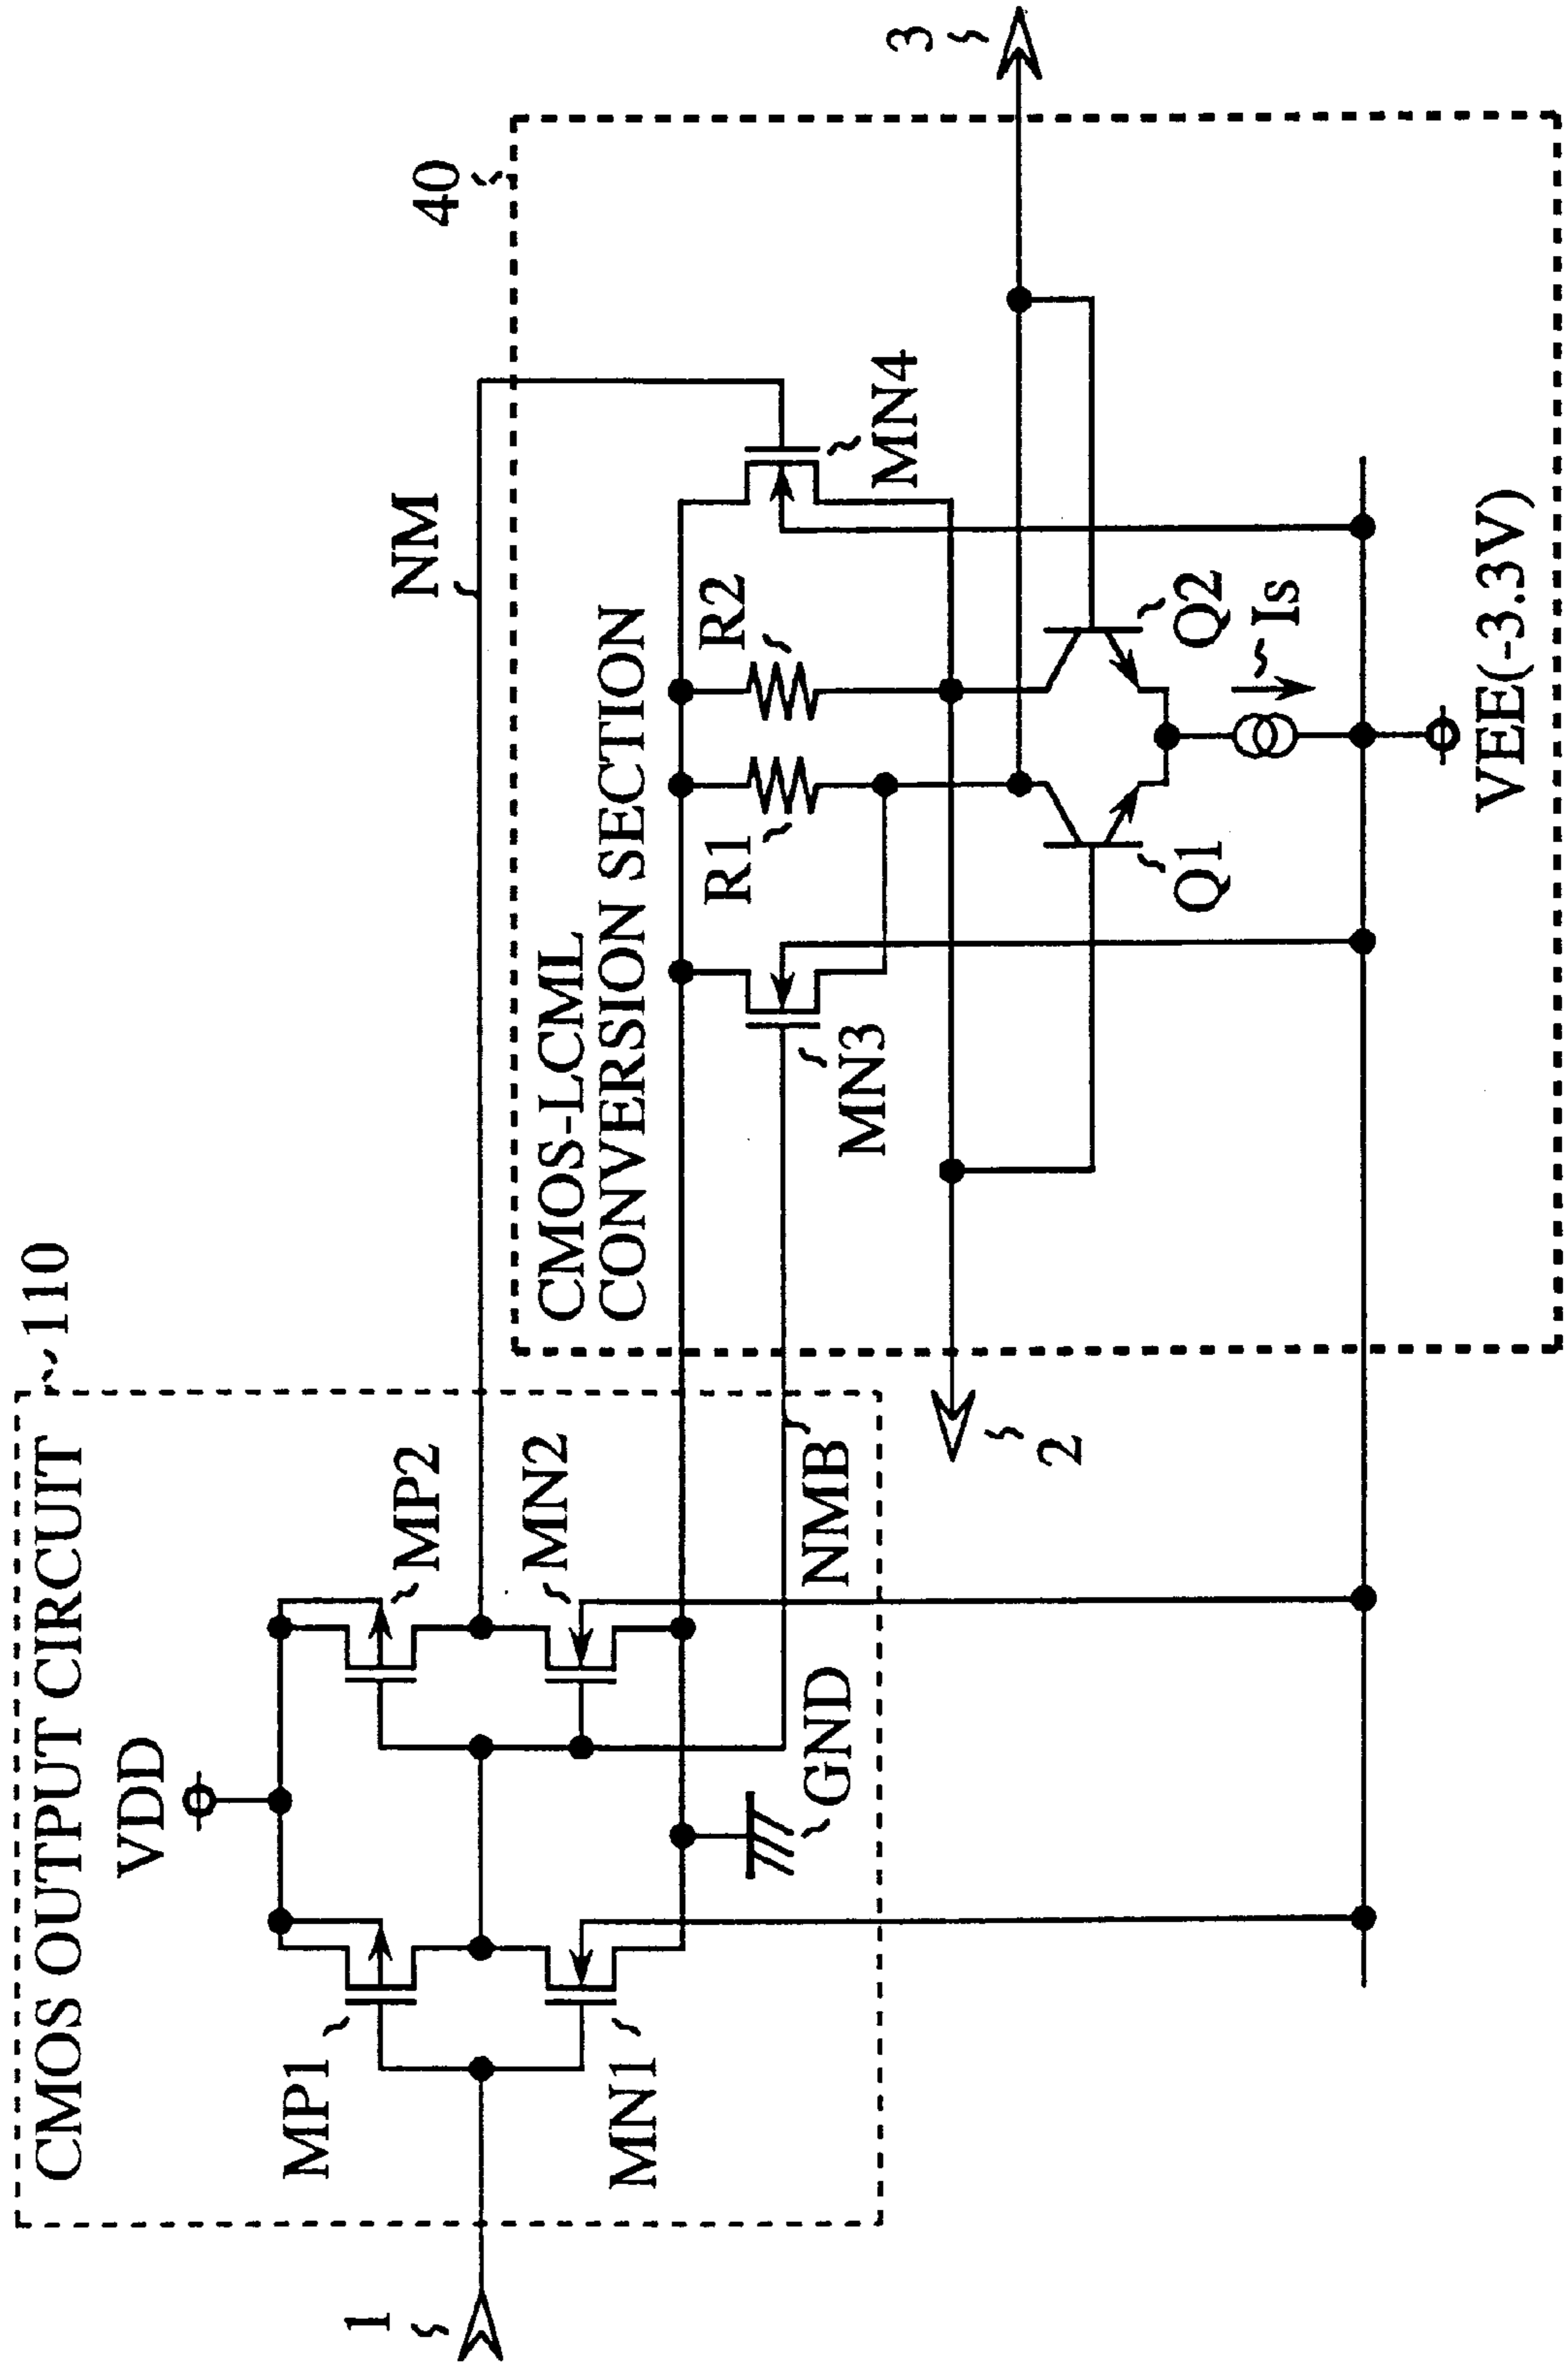 CMOS OUTPUT CIRCUIT
110
VDD
MP1
MP2
MN1
MN2
1
GND
NMB
NM
40
CMOS-LCML
CONVERSION SECTION
MN3
R1
R2
MN4
2
3
Q1
Q2
Is
VEE(-3.3V)